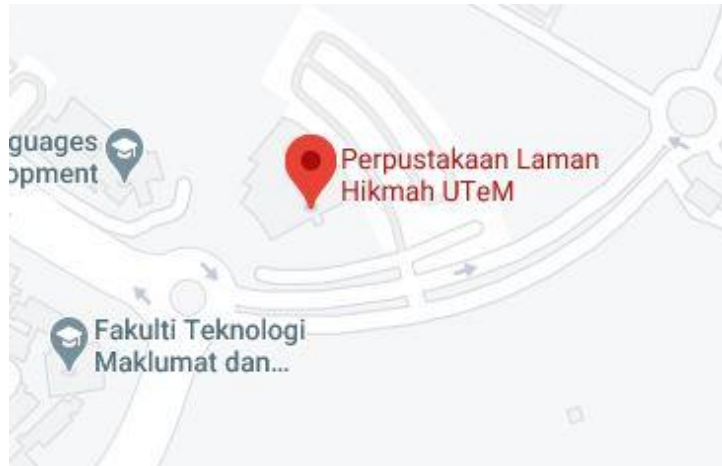 guages
opment
Perpustakaan Laman
Hikmah UTeM
Fakulti Teknologi
Maklumat dan...